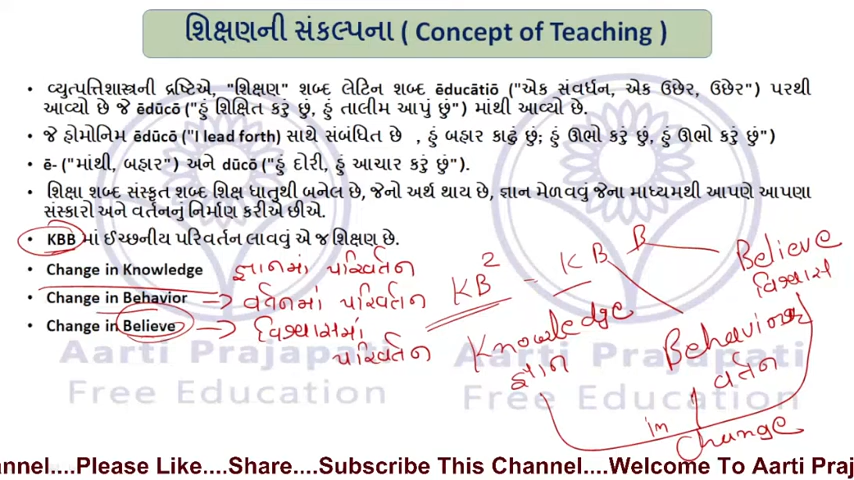 શિક્ષણની સંકલ્પના ( Concept of Teaching )
• વ્યુત્પત્તિશાસ્ત્રની દ્રષ્ટિએ, "શિક્ષણ" શબ્દ લેટિન શબ્દ ēducātiō ("એક સંવર્ધન, એક ઉછેર, ઉછેર") પરથી
આવ્યો છે જે ēdūcō ("હું શિક્ષિત કરું છું, હું તાલીમ આપું છું") માંથી આવ્યો છે.
• જે હોમોનિમ ēdūcō ("I lead forth") સાથે સંબંધિત છે , હું બહાર કાઢું છું; હું ઊભો કરું છું, હું ઊભો કરું છું")
• ē- ("માંથી, બહાર") અને dūcō ("હું દોરી, હું આચાર કરું છું").
• શિક્ષા શબ્દ સંસ્કૃત શબ્દ શિક્ષ ધાતુથી બનેલ છે, જેનો અર્થ થાય છે, જ્ઞાન મેળવવું જેના માધ્યમથી આપણે આપણા
સંસ્કારો અને વર્તનનું નિર્માણ કરીએ છીએ.
• KBB માં ઈચ્છનીય પરિવર્તન લાવવું એ જ શિક્ષણ છે.
• Change in Knowledge જ્ઞાનમાં પરિવર્તન
• Change in Behavior → વર્તનમાં પરિવર્તન
• Change in Believe → વિશ્વાસમાં
પરિવર્તન
KB² = KBB
Believe
વિશ્વાસ
Knowledge
જ્ઞાન
Behaviour
વર્તન
in
Change
Aarti Prajapati
Free Education
Aarti Prajapati
Free Education
annel....Please Like....Share....Subscribe This Channel....Welcome To Aarti Praj